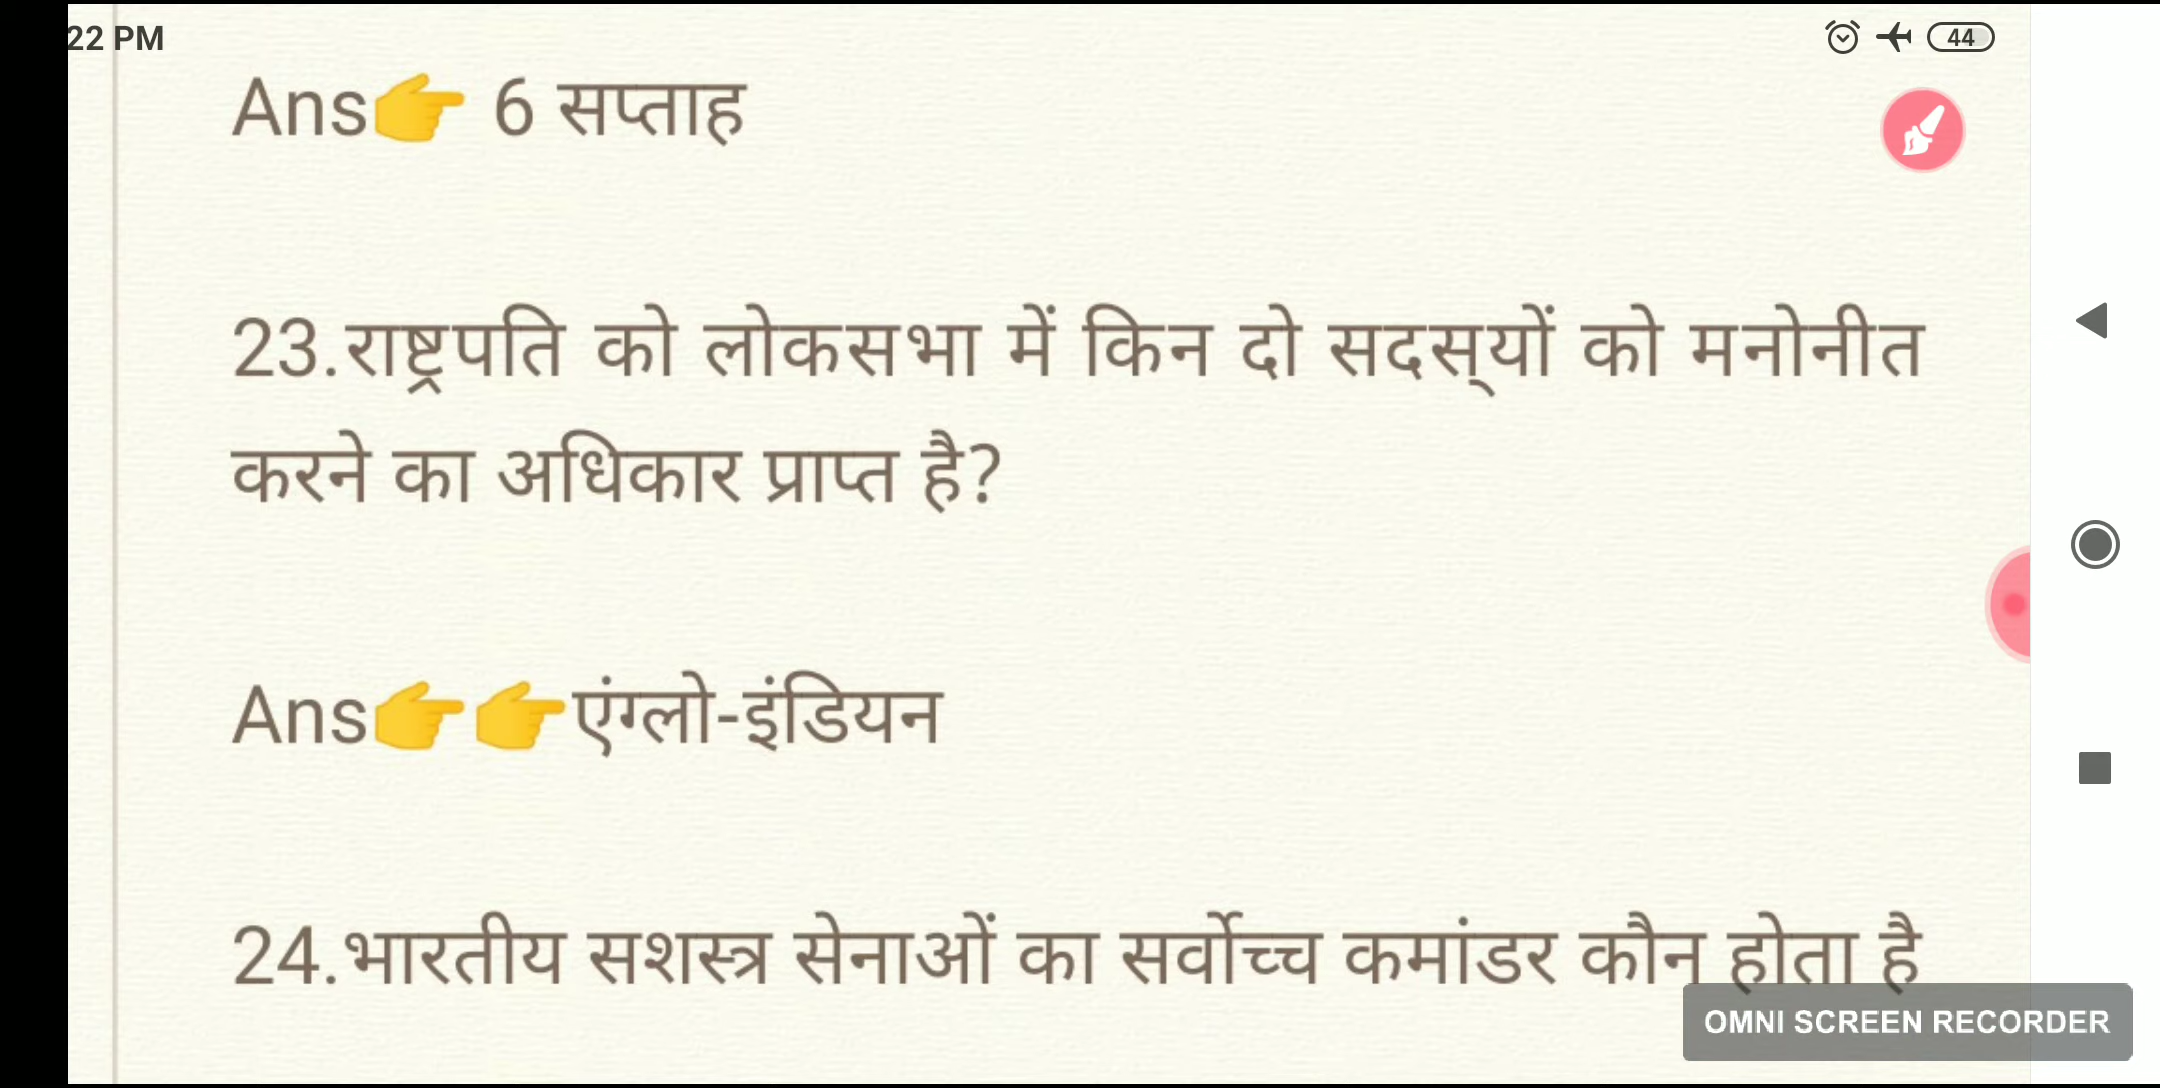 22 PM
44
Ans👉 6 सप्ताह
23.राष्ट्रपति को लोकसभा में किन दो सदस्‌यों को मनोनीत
करने का अधिकार प्राप्त है?
Ans👉👉एंग्लो-इंडियन
24.भारतीय सशस्त्र सेनाओं का सर्वोच्च कमांडर कौन होता है
OMNI SCREEN RECORDER